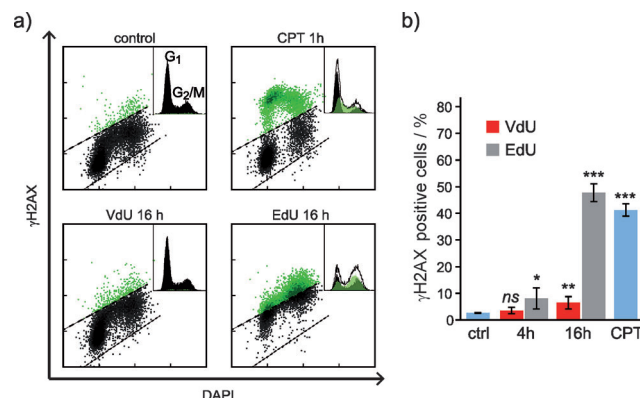 a)
control
CPT 1h
G1
G2/M
VdU 16 h
EdU 16 h
γH2AX
DAPI
b)
γH2AX positive cells / %
80
70
60
50
40
30
20
10
0
VdU
EdU
ns
*
**
***
***
ctrl
4h
16h
CPT